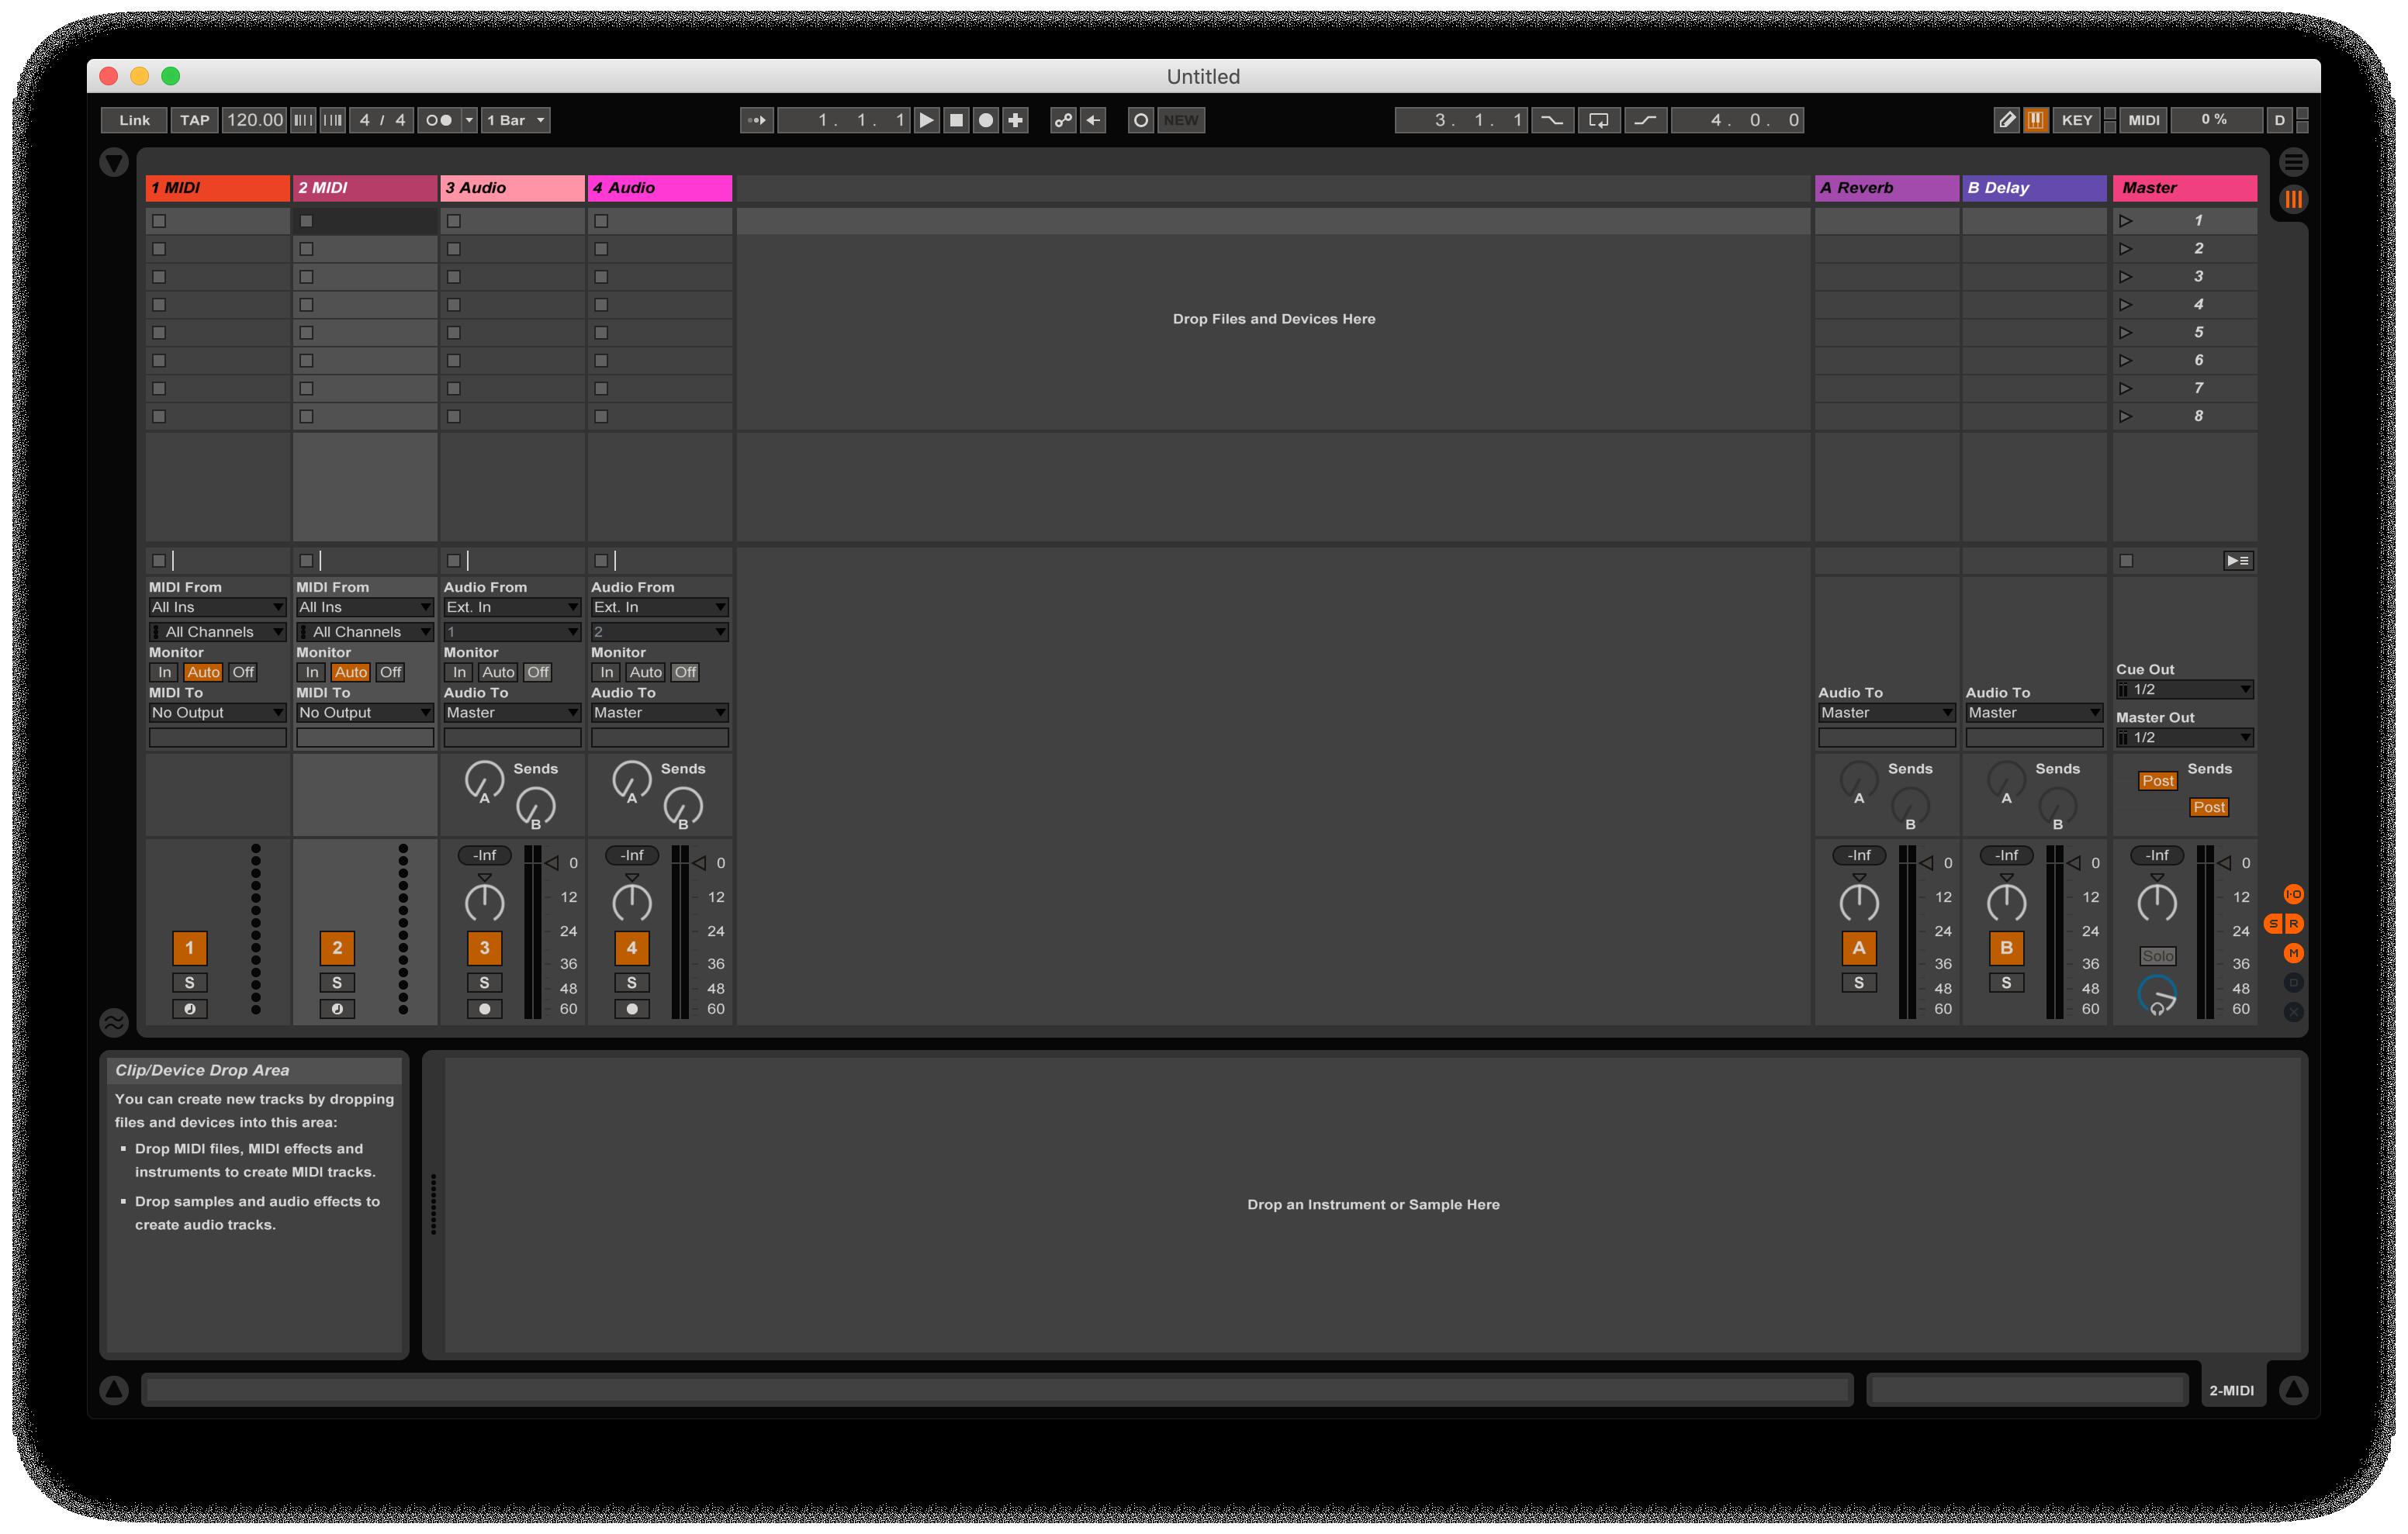 Untitled
Link TAP 120.00 4 / 4 1 Bar 1. 1. 1 NEW 3. 1. 1 4. 0. 0 KEY MIDI 0 % D
1 MIDI 2 MIDI 3 Audio 4 Audio A Reverb B Delay Master
1
2
3
Drop Files and Devices Here
4
5
6
7
8
MIDI From MIDI From Audio From Audio From
All Ins All Ins Ext. In Ext. In
All Channels All Channels 1 2
Monitor Monitor Monitor Monitor
In Auto Off In Auto Off In Auto Off In Auto Off Cue Out
MIDI To MIDI To Audio To Audio To Audio To Audio To 1/2
No Output No Output Master Master Master Master Master Out
1/2
Sends Sends Sends Sends Sends
A A A A Post
B B B B Post
-Inf 0 -Inf 0 -Inf 0 -Inf 0 -Inf 0
12 12 12 12 12 I-O
24 24 24 24 24 S R
1 2 3 4 A B M
36 36 36 36 Solo 36
S S S S S S
48 48 48 48 48 D
60 60 60 60 60 X
Clip/Device Drop Area
You can create new tracks by dropping
files and devices into this area:
Drop MIDI files, MIDI effects and
instruments to create MIDI tracks.
Drop samples and audio effects to
create audio tracks.
Drop an Instrument or Sample Here
2-MIDI